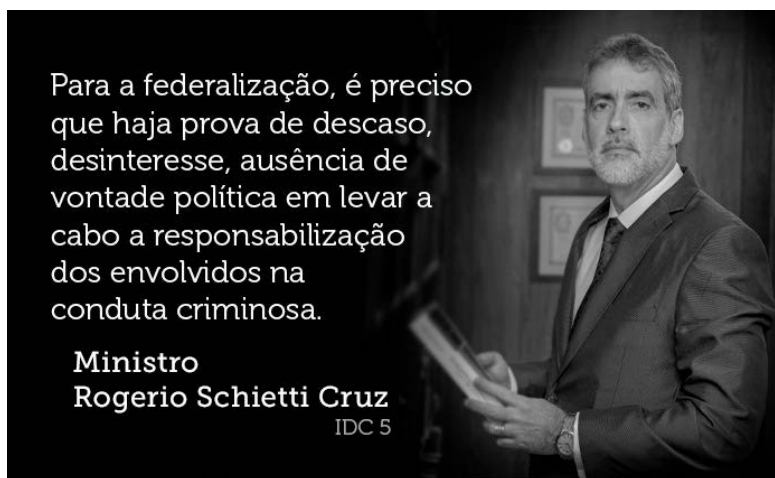 Para a federalização, é preciso
que haja prova de descaso,
desinteresse, ausência de
vontade política em levar a
cabo a responsabilização
dos envolvidos na
conduta criminosa.
Ministro
Rogerio Schietti Cruz
IDC 5